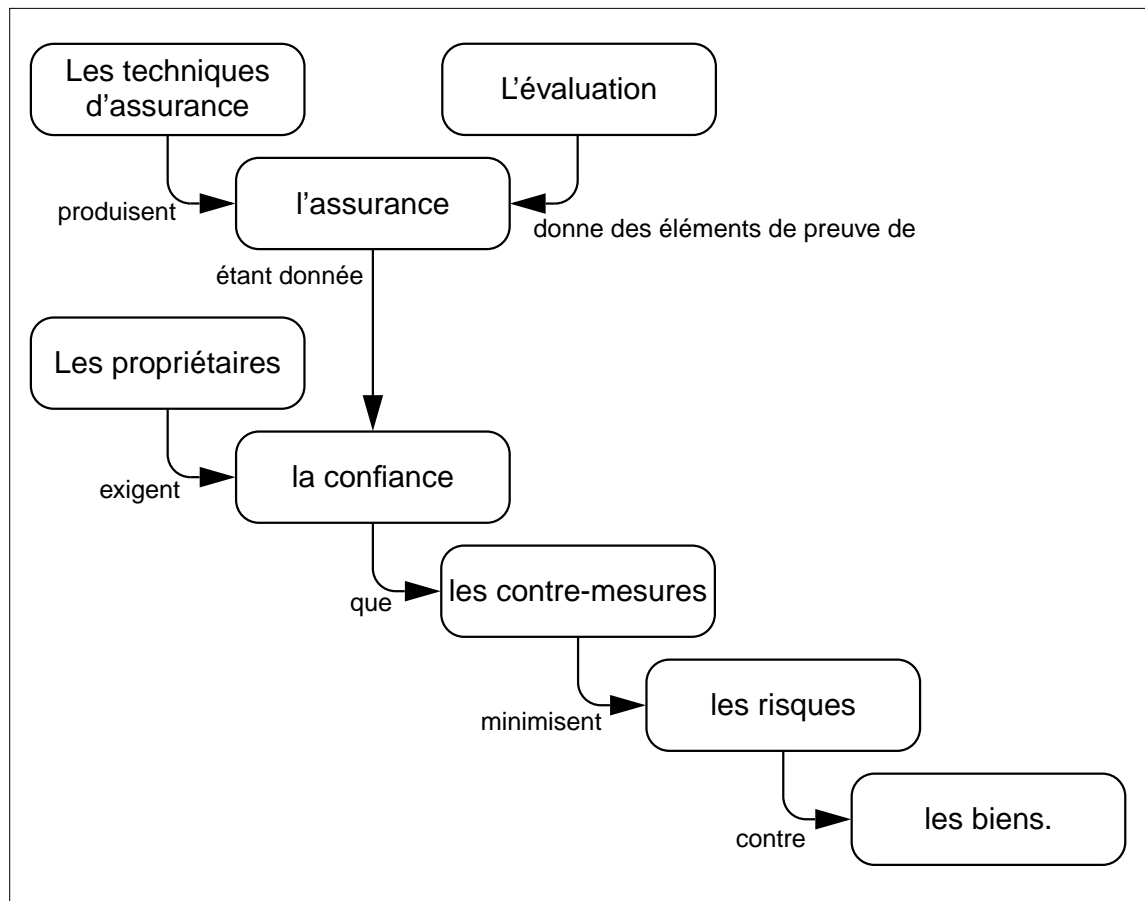 Les techniques
d'assurance
L'évaluation
produisent
l'assurance
donne des éléments de preuve de
étant donnée
Les propriétaires
exigent
la confiance
que
les contre-mesures
minimisent
les risques
contre
les biens.